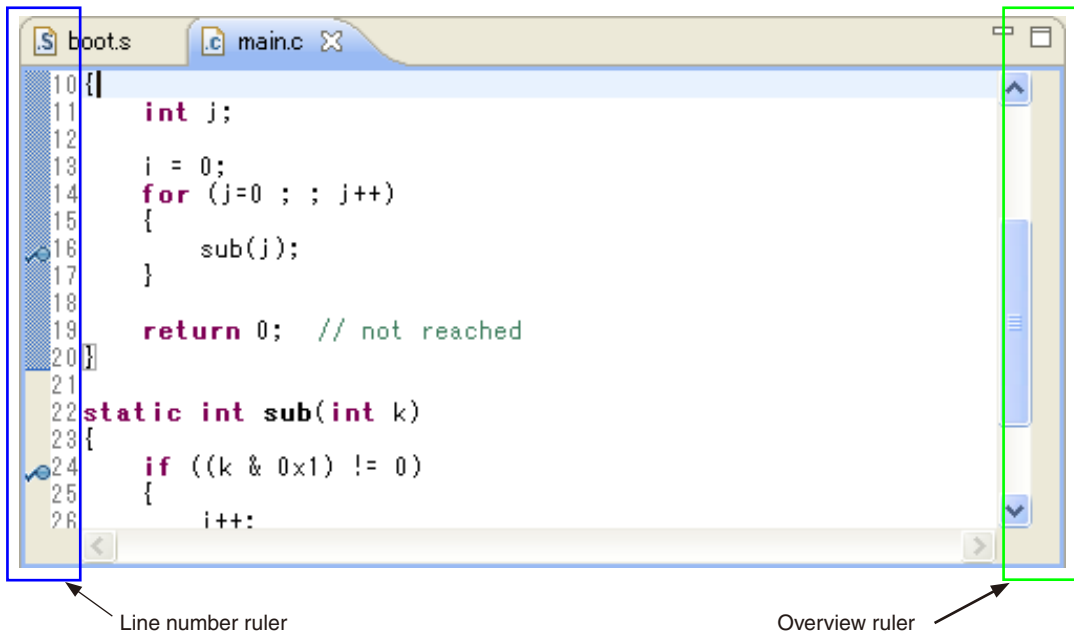 .S boot.s .c main.c
10 {
11 int j;
12
13 i = 0;
14 for (j=0 ; ; j++)
15 {
16 sub(j);
17 }
18
19 return 0; // not reached
20 }
21
22 static int sub(int k)
23 {
24 if ((k & 0x1) != 0)
25 {
26 i++;
Line number ruler
Overview ruler